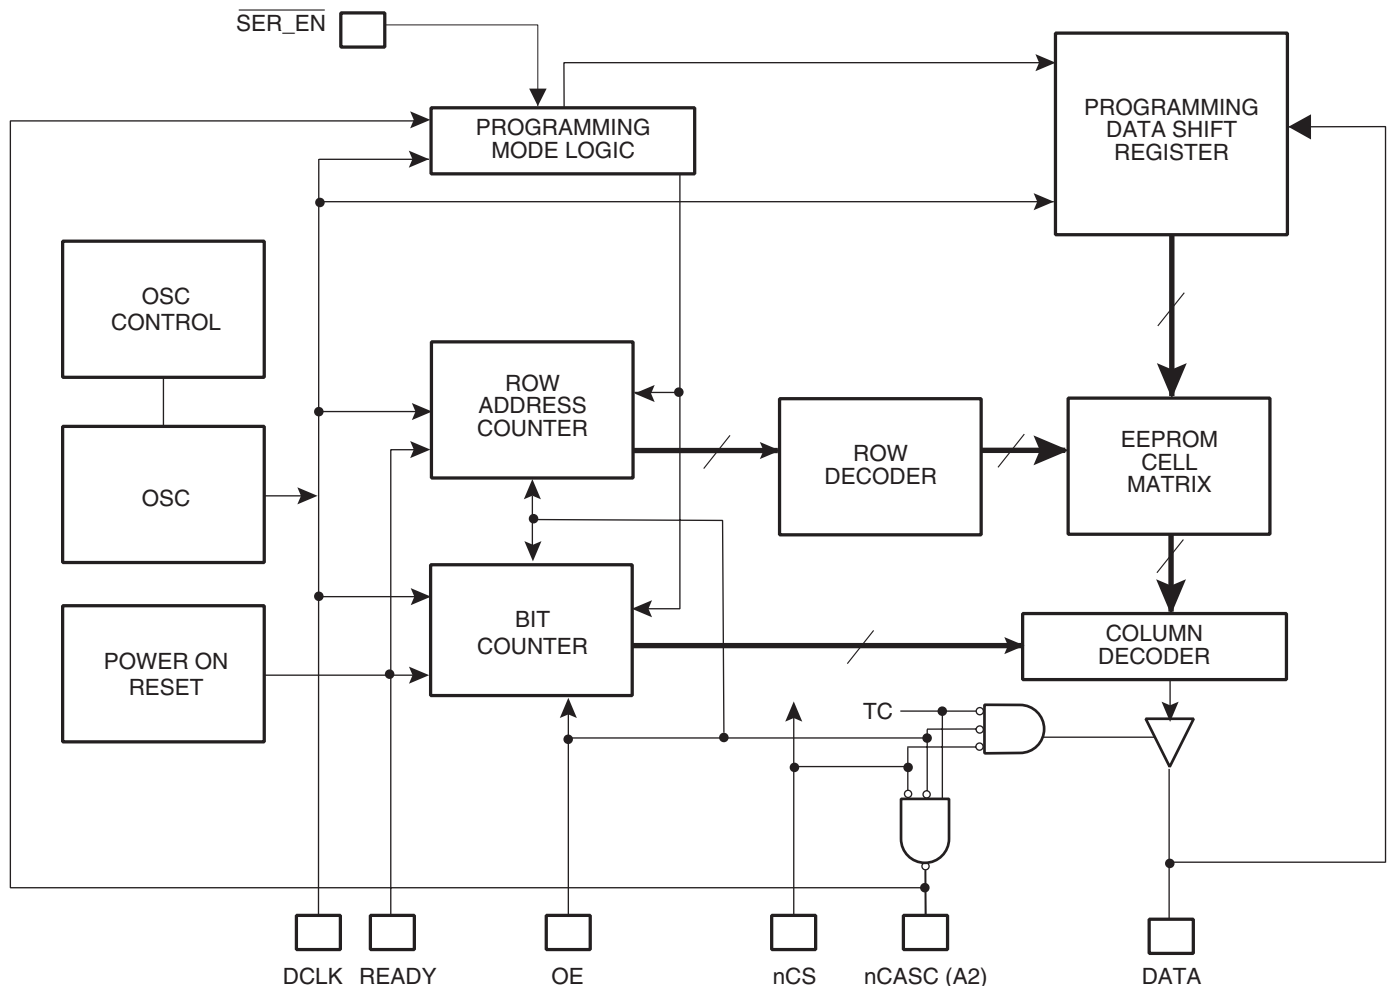 SER_EN
PROGRAMMING
MODE LOGIC
PROGRAMMING
DATA SHIFT
REGISTER
OSC
CONTROL
ROW
ADDRESS
COUNTER
ROW
DECODER
EEPROM
CELL
MATRIX
OSC
BIT
COUNTER
POWER ON
RESET
COLUMN
DECODER
TC
DCLK
READY
OE
nCS
nCASC (A2)
DATA